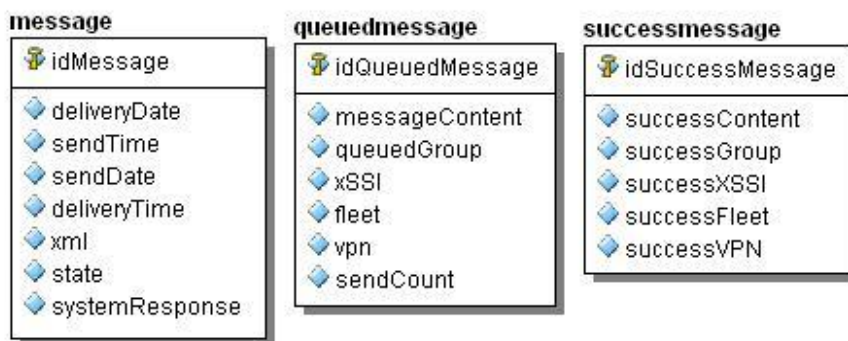 message
idMessage
deliveryDate
sendTime
sendDate
deliveryTime
xml
state
systemResponse
queuedmessage
idQueuedMessage
messageContent
queuedGroup
xSSI
fleet
vpn
sendCount
successmessage
idSuccessMessage
successContent
successGroup
successXSSI
successFleet
successVPN